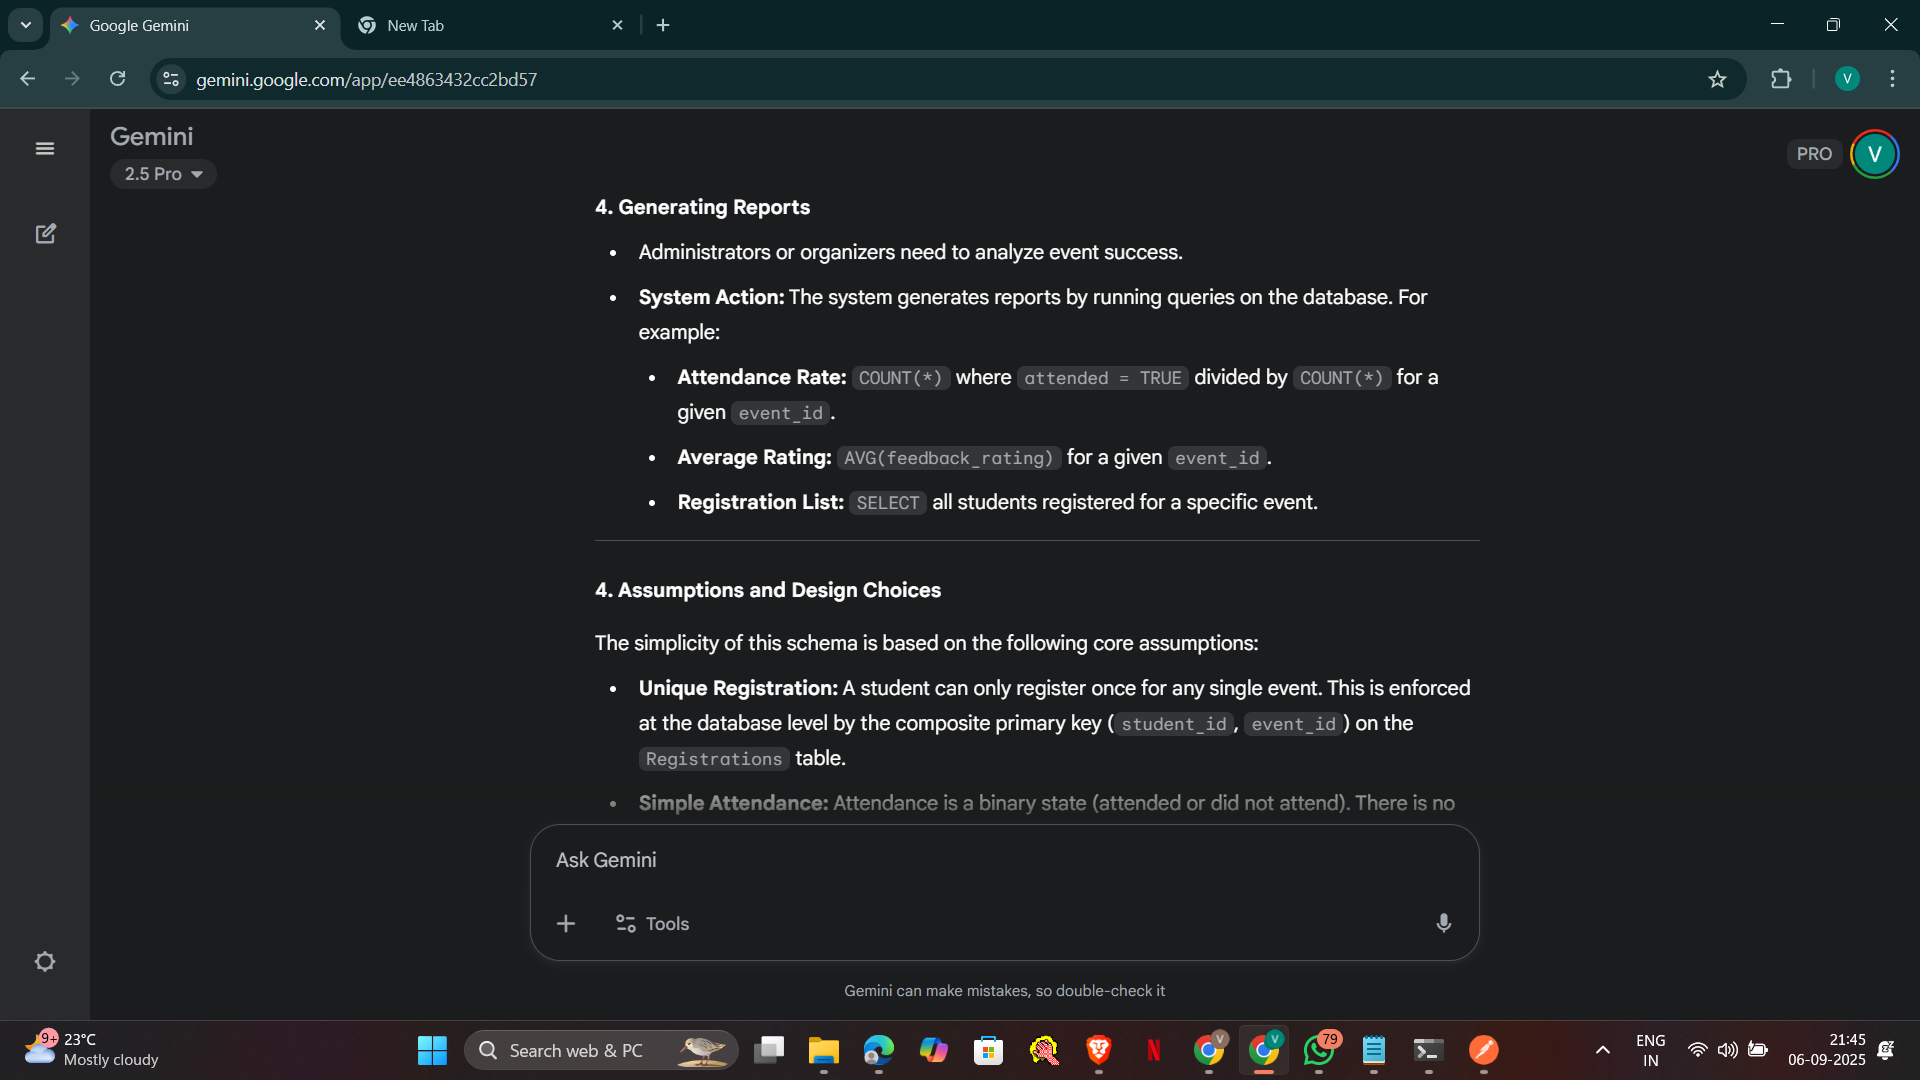 Google Gemini
New Tab
gemini.google.com/app/ee4863432cc2bd57
V
Gemini
2.5 Pro
PRO
V
4. Generating Reports
• Administrators or organizers need to analyze event success.
• System Action: The system generates reports by running queries on the database. For
example:
• Attendance Rate: COUNT(*) where attended = TRUE divided by COUNT(*) for a
given event_id.
• Average Rating: AVG(feedback_rating) for a given event_id.
• Registration List: SELECT all students registered for a specific event.
4. Assumptions and Design Choices
The simplicity of this schema is based on the following core assumptions:
• Unique Registration: A student can only register once for any single event. This is enforced
at the database level by the composite primary key (student_id, event_id) on the
Registrations table.
• Simple Attendance: Attendance is a binary state (attended or did not attend). There is no
Ask Gemini
Tools
Gemini can make mistakes, so double-check it
9+
23°C
Mostly cloudy
Search web & PC
N
V
V
79
ENG
IN
21:45
06-09-2025